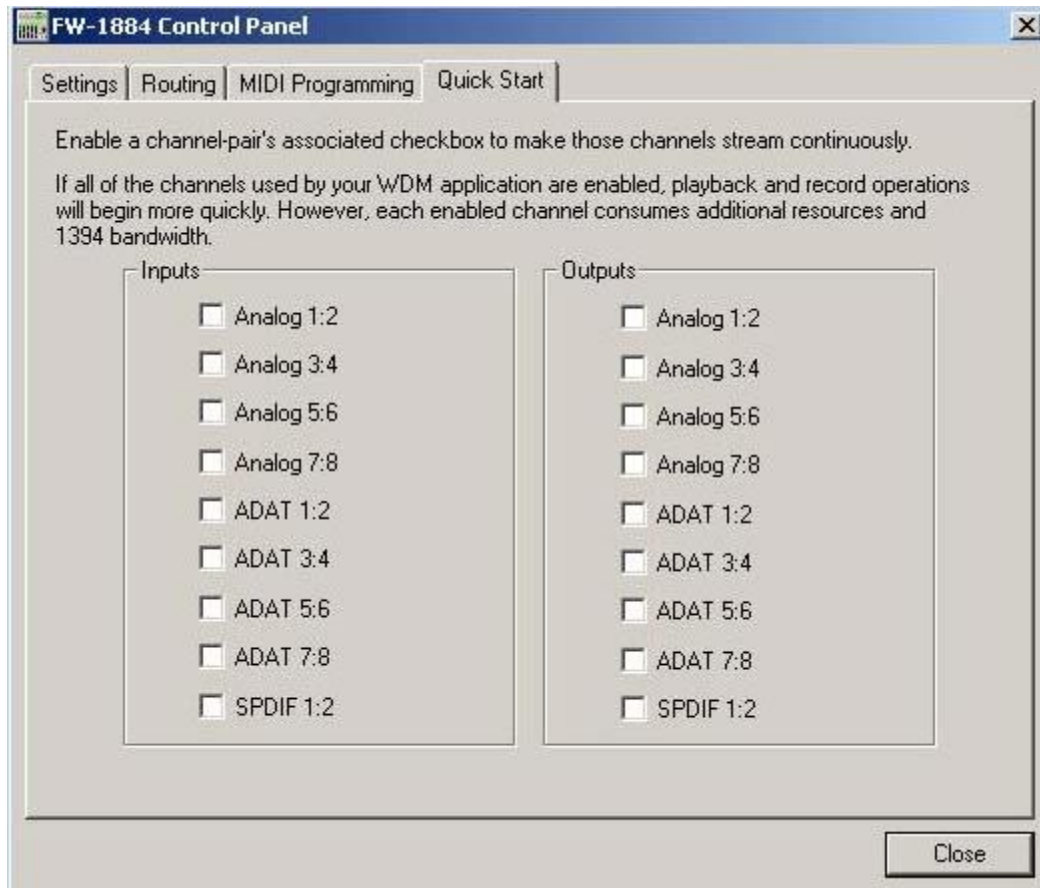 FW-1884 Control Panel
Settings
Routing
MIDI Programming
Quick Start
Enable a channel-pair's associated checkbox to make those channels stream continuously.
If all of the channels used by your WDM application are enabled, playback and record operations
will begin more quickly. However, each enabled channel consumes additional resources and
1394 bandwidth.
Inputs
Analog 1:2
Analog 3:4
Analog 5:6
Analog 7:8
ADAT 1:2
ADAT 3:4
ADAT 5:6
ADAT 7:8
SPDIF 1:2
Outputs
Analog 1:2
Analog 3:4
Analog 5:6
Analog 7:8
ADAT 1:2
ADAT 3:4
ADAT 5:6
ADAT 7:8
SPDIF 1:2
Close